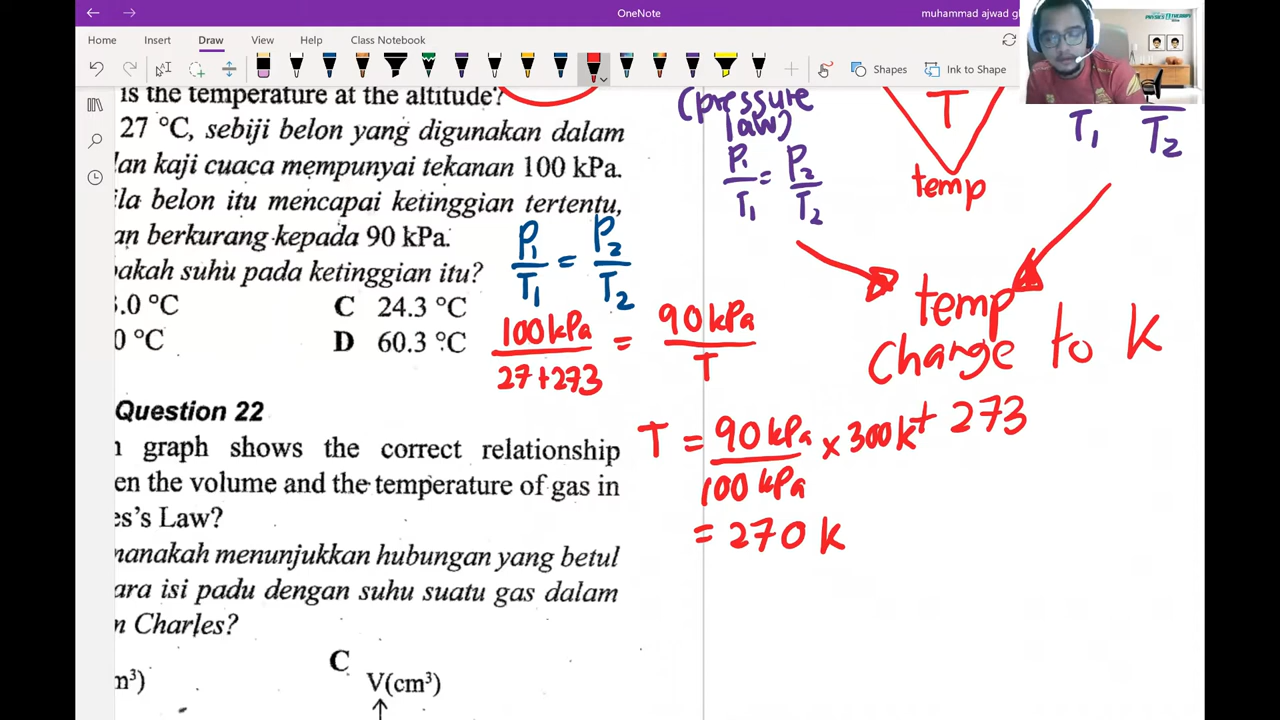 OneNote
muhammad ajwad gh
Home Insert Draw View Help Class Notebook
Shapes Ink to Shape
is the temperature at the altitude?
27 °C, sebiji belon yang digunakan dalam
lan kaji cuaca mempunyai tekanan 100 kPa.
ila belon itu mencapai ketinggian tertentu,
an berkurang kepada 90 kPa.
pakah suhu pada ketinggian itu?
.0 °C C 24.3 °C
0 °C D 60.3 °C
P1/T1 = P2/T2
100 kPa/27+273 = 90 kPa/T
T = 90 kPa/100 kPa × 300 K + 273
= 270 K
(pressure
law)
P1/T1 = P2/T2
T
temp
T1 T2
temp
change to K
Question 22
graph shows the correct relationship
en the volume and the temperature of gas in
es's Law?
manakah menunjukkan hubungan yang betul
ara isi padu dengan suhu suatu gas dalam
m Charles?
m³) C V(cm³)